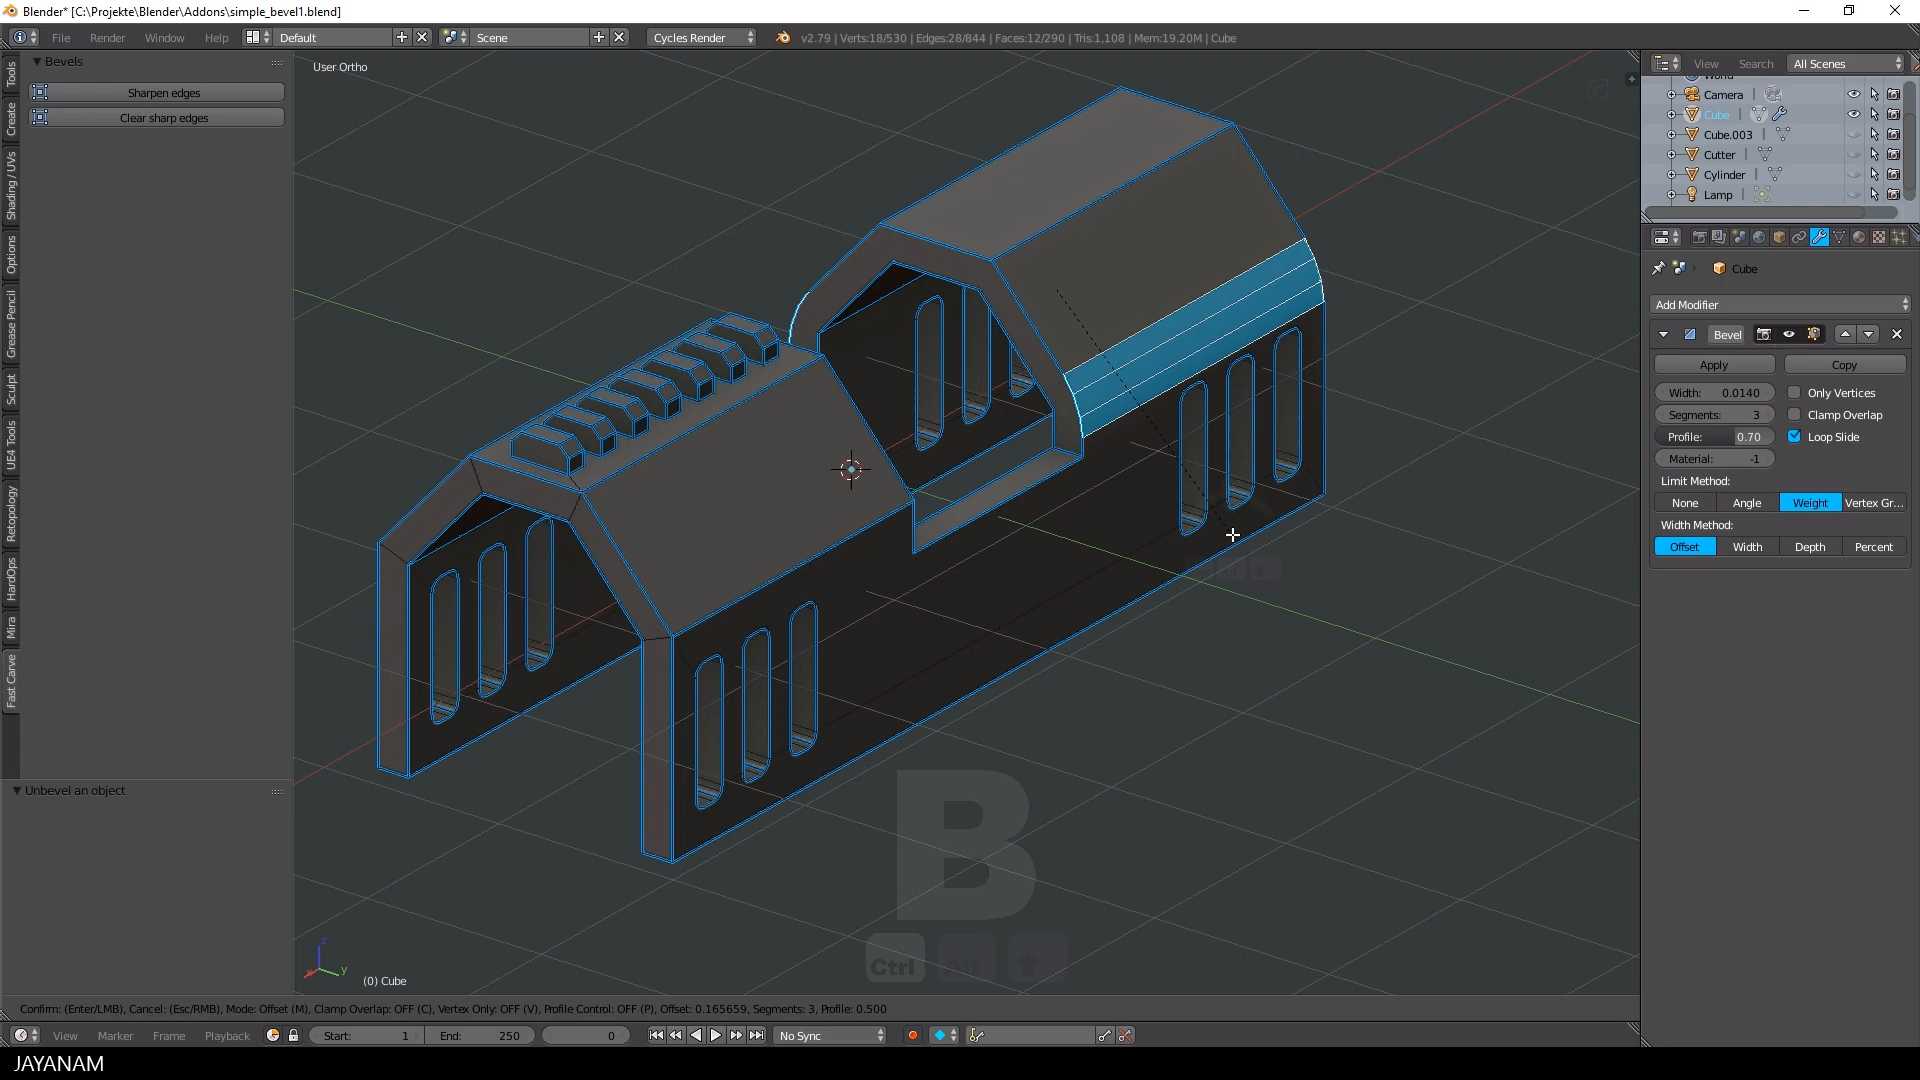 Blender* [C:\Projekte\Blender\Addons\simple_bevel1.blend]
File Render Window Help Default Scene Cycles Render v2.79 | Verts:18/530 | Edges:28/844 | Faces:12/290 | Tris:1,108 | Mem:19.20M | Cube
Bevels
Sharpen edges
Clear sharp edges
Tools
Create
Shading / UVs
Options
Grease Pencil
Sculpt
UE4 Tools
Retopology
HardOps
Mira
Fast Carve
Unbevel an object
User Ortho
View Search All Scenes
World
Camera
Cube
Cube.003
Cutter
Cylinder
Lamp
Cube
Add Modifier
Bevel
Apply Copy
Width: 0.0140 Only Vertices
Segments: 3 Clamp Overlap
Profile: 0.70 Loop Slide
Material: -1
Limit Method:
None Angle Weight Vertex Gr...
Width Method:
Offset Width Depth Percent
B
Ctrl Alt
z
x y
(0) Cube
Confirm: (Enter/LMB), Cancel: (Esc/RMB), Mode: Offset (M), Clamp Overlap: OFF (C), Vertex Only: OFF (V), Profile Control: OFF (P), Offset: 0.165659, Segments: 3, Profile: 0.500
View Marker Frame Playback Start: 1 End: 250 0 No Sync
JAYANAM